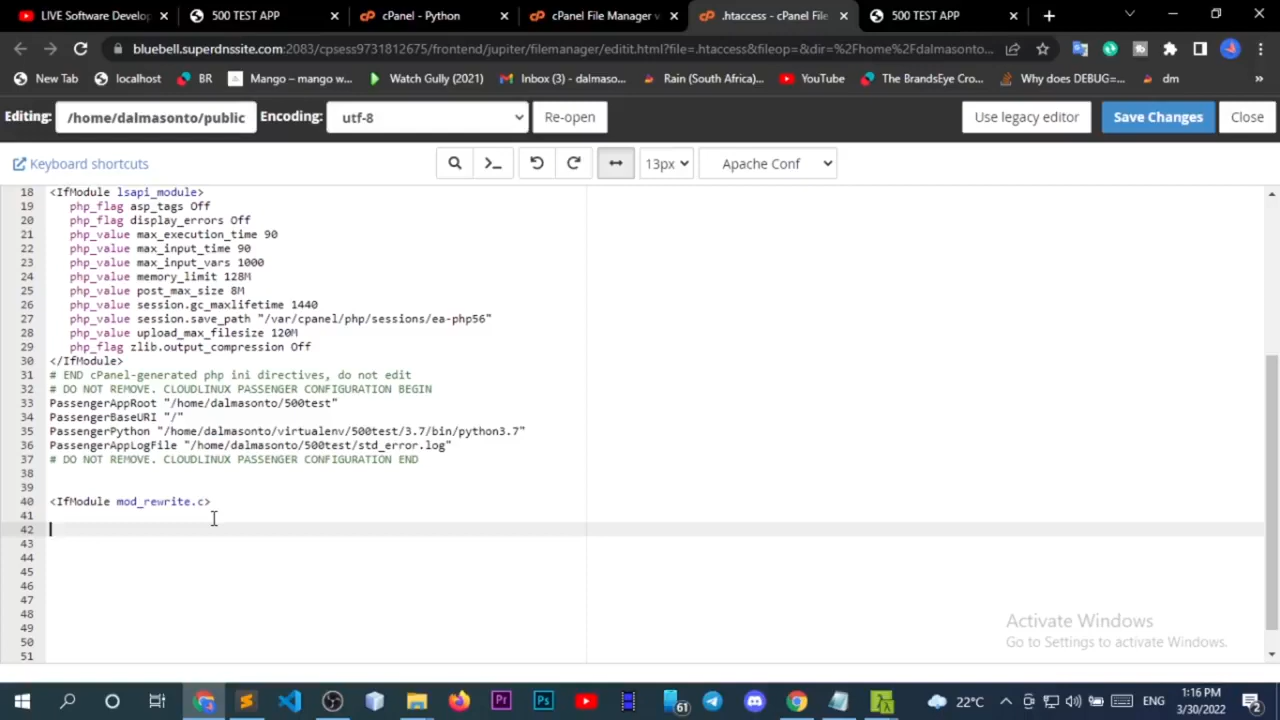 LIVE Software Develop
500 TEST APP
cPanel - Python
cPanel File Manager v
.htaccess - cPanel File
500 TEST APP
bluebell.superdnssite.com:2083/cpsess9731812675/frontend/jupiter/filemanager/editit.html?file=.htaccess&fileop=&dir=%2Fhome%2Fdalmasonto...
New Tab
localhost
BR
Mango – mango w...
Watch Gully (2021)
Inbox (3) - dalmaso...
Rain (South Africa)...
YouTube
The BrandsEye Cro...
Why does DEBUG=...
dm
»
Editing: /home/dalmasonto/public Encoding: utf-8 Re-open Use legacy editor Save Changes Close
Keyboard shortcuts 13px Apache Conf
18 <IfModule lsapi_module>
19 php_flag asp_tags Off
20 php_flag display_errors Off
21 php_value max_execution_time 90
22 php_value max_input_time 90
23 php_value max_input_vars 1000
24 php_value memory_limit 128M
25 php_value post_max_size 8M
26 php_value session.gc_maxlifetime 1440
27 php_value session.save_path "/var/cpanel/php/sessions/ea-php56"
28 php_value upload_max_filesize 120M
29 php_flag zlib.output_compression Off
30 </IfModule>
31 # END cPanel-generated php ini directives, do not edit
32 # DO NOT REMOVE. CLOUDLINUX PASSENGER CONFIGURATION BEGIN
33 PassengerAppRoot "/home/dalmasonto/500test"
34 PassengerBaseURI "/"
35 PassengerPython "/home/dalmasonto/virtualenv/500test/3.7/bin/python3.7"
36 PassengerAppLogFile "/home/dalmasonto/500test/std_error.log"
37 # DO NOT REMOVE. CLOUDLINUX PASSENGER CONFIGURATION END
38
39
40 <IfModule mod_rewrite.c>
41
42
43
44
45
46
47
48
49
50
51
Activate Windows
Go to Settings to activate Windows.
Pr
Ps
61
22°C
ENG
1:16 PM
3/30/2022
2